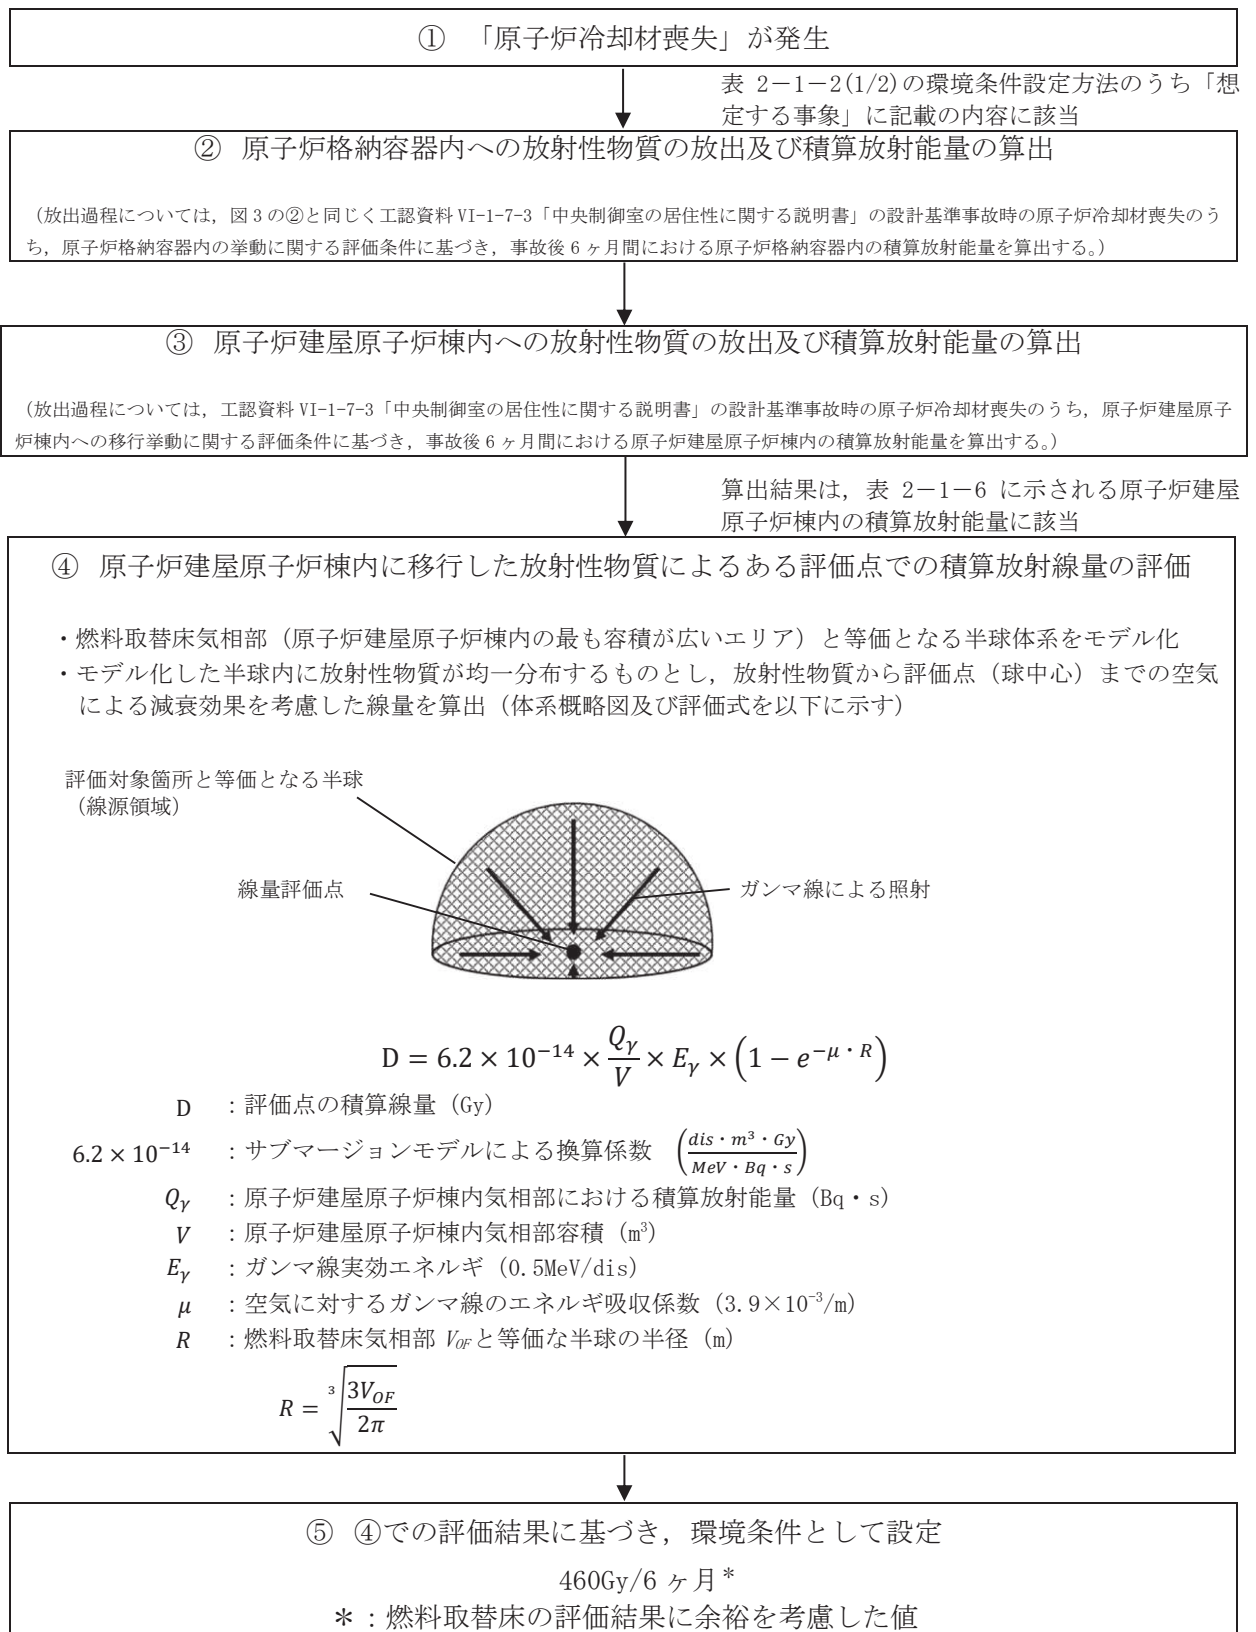 ① 「原子炉冷却材喪失」が発生
表 2－1－2(1/2)の環境条件設定方法のうち「想
定する事象」に記載の内容に該当
② 原子炉格納容器内への放射性物質の放出及び積算放射能量の算出
（放出過程については，図 3 の②と同じく工認資料 VI-1-7-3「中央制御室の居住性に関する説明書」の設計基準事故時の原子炉冷却材喪失のう
ち，原子炉格納容器内の挙動に関する評価条件に基づき，事故後 6 ヶ月間における原子炉格納容器内の積算放射能量を算出する。）
③ 原子炉建屋原子炉棟内への放射性物質の放出及び積算放射能量の算出
（放出過程については，工認資料 VI-1-7-3「中央制御室の居住性に関する説明書」の設計基準事故時の原子炉冷却材喪失のうち，原子炉建屋原子
炉棟内への移行挙動に関する評価条件に基づき，事故後 6 ヶ月間における原子炉建屋原子炉棟内の積算放射能量を算出する。）
算出結果は，表 2－1－6 に示される原子炉建屋
原子炉棟内の積算放射能量に該当
④ 原子炉建屋原子炉棟内に移行した放射性物質によるある評価点での積算放射線量の評価
・燃料取替床気相部（原子炉建屋原子炉棟内の最も容積が広いエリア）と等価となる半球体系をモデル化
・モデル化した半球内に放射性物質が均一分布するものとし，放射性物質から評価点（球中心）までの空気
による減衰効果を考慮した線量を算出（体系概略図及び評価式を以下に示す）
評価対象箇所と等価となる半球
（線源領域）
線量評価点
ガンマ線による照射
D = 6.2 × 10⁻¹⁴ × Qγ/V × Eγ × (1 − e^(−μ・R))
D ：評価点の積算線量（Gy）
6.2 × 10⁻¹⁴ ：サブマージョンモデルによる換算係数 (dis・m³・Gy / MeV・Bq・s)
Qγ ：原子炉建屋原子炉棟内気相部における積算放射能量（Bq・s）
V ：原子炉建屋原子炉棟内気相部容積（m³）
Eγ ：ガンマ線実効エネルギ（0.5MeV/dis）
μ ：空気に対するガンマ線のエネルギ吸収係数（3.9×10⁻³/m）
R ：燃料取替床気相部 V_OF と等価な半球の半径（m）
R = ³√(3V_OF / 2π)
⑤ ④での評価結果に基づき，環境条件として設定
460Gy/6 ヶ月＊
＊：燃料取替床の評価結果に余裕を考慮した値